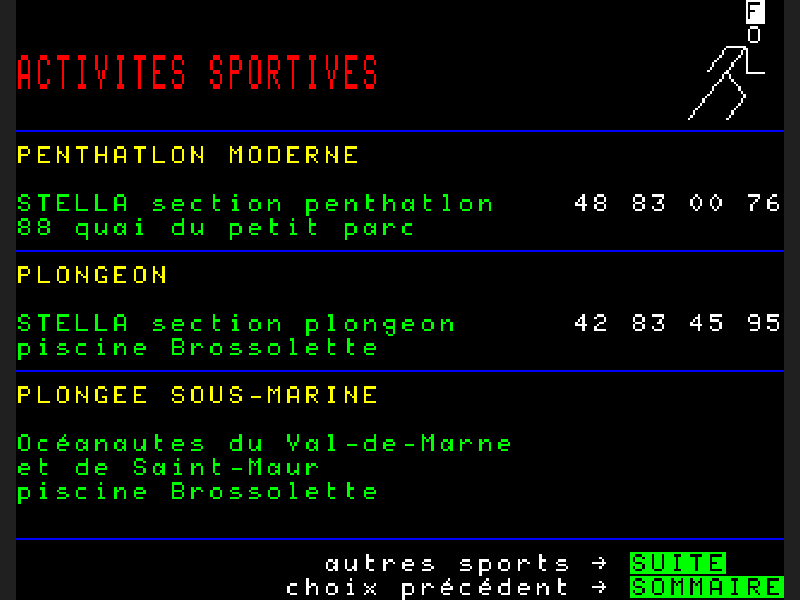 F
ACTIVITES SPORTIVES
PENTHATLON MODERNE
STELLA section penthatlon 48 83 00 76
88 quai du petit parc
PLONGEON
STELLA section plongeon 42 83 45 95
piscine Brossolette
PLONGEE SOUS-MARINE
Océanautes du Val-de-Marne
et de Saint-Maur
piscine Brossolette
autres sports → SUITE
choix précédent → SOMMAIRE